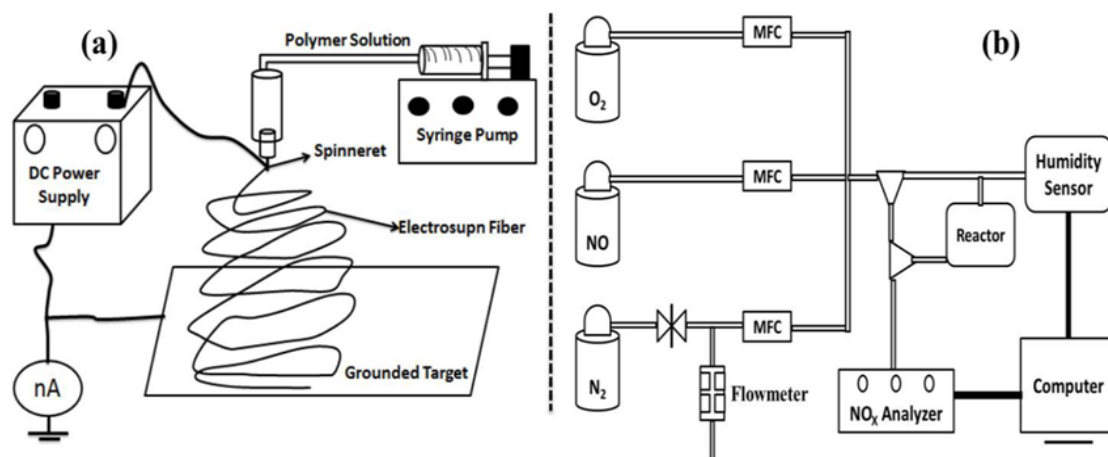 (a)
Polymer Solution
Syringe Pump
DC Power
Supply
Spinneret
Electrosupn Fiber
Grounded Target
nA
(b)
MFC
O₂
MFC
NO
Humidity
Sensor
Reactor
MFC
N₂
Flowmeter
NOₓ Analyzer
Computer